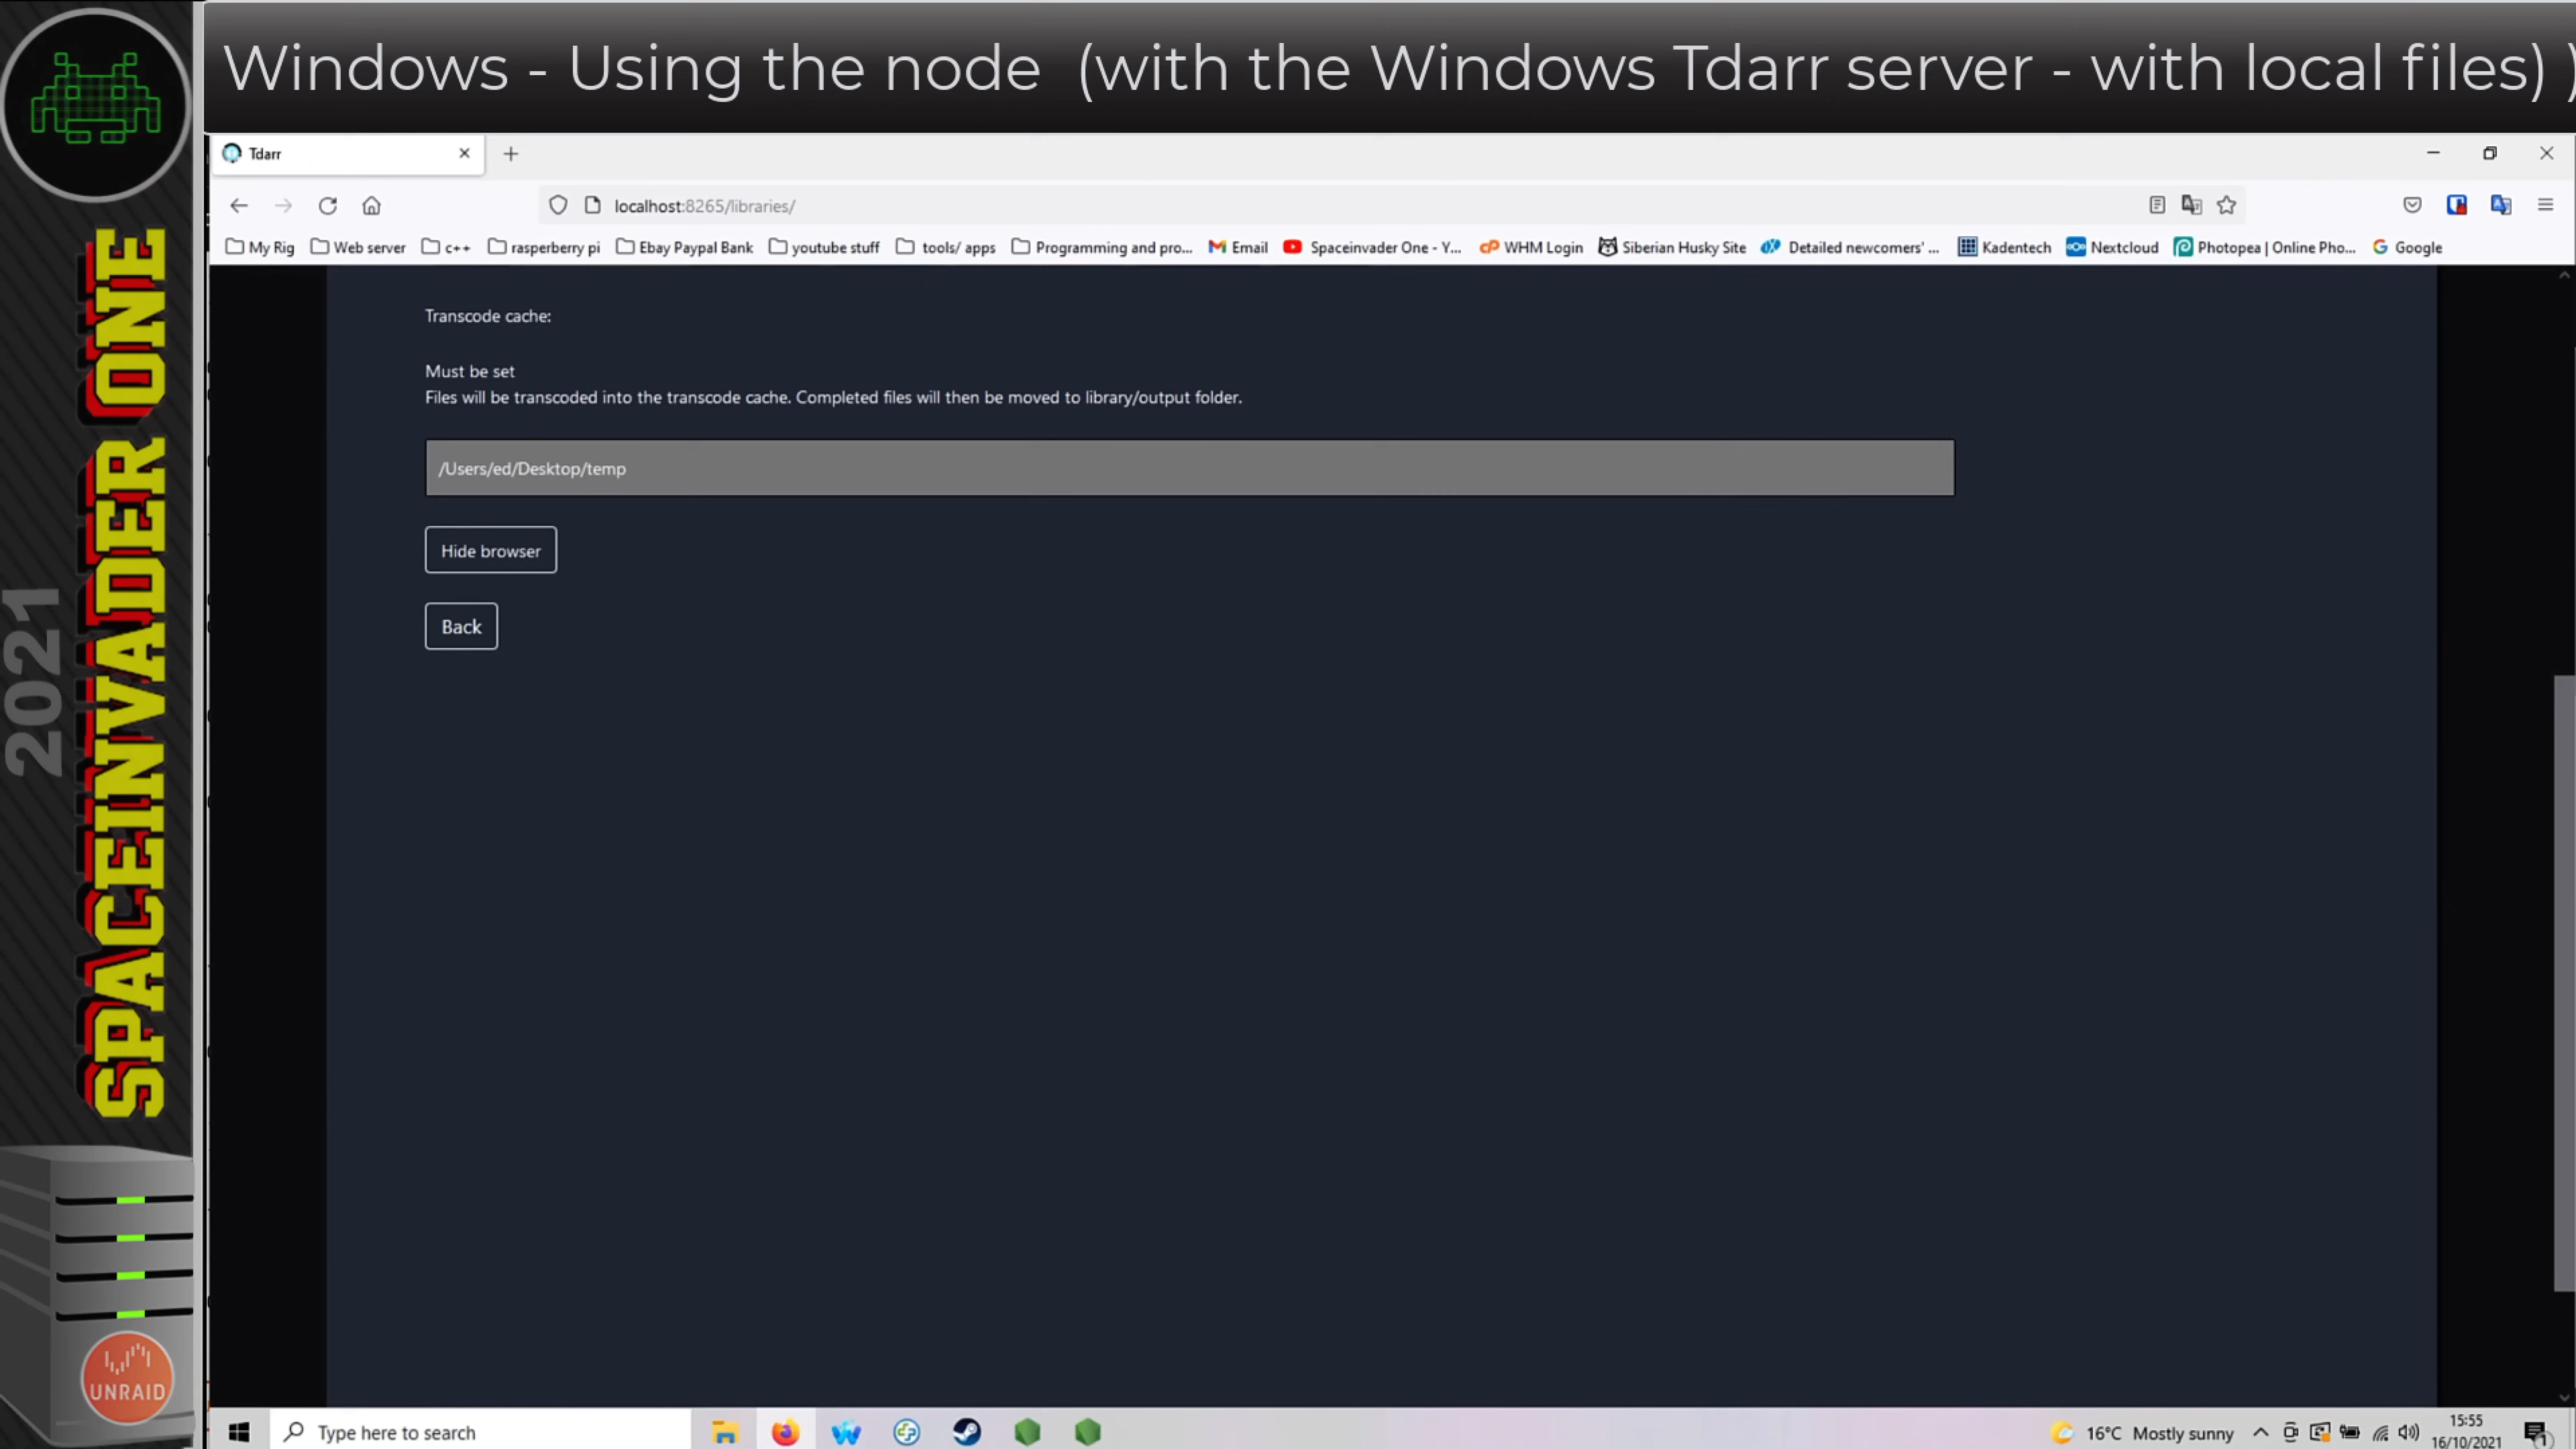 Windows - Using the node (with the Windows Tdarr server - with local files) )
2021
SPACEINVADER ONE
UNRAID
Tdarr
localhost:8265/libraries/
My Rig Web server c++ rasperberry pi Ebay Paypal Bank youtube stuff tools/ apps Programming and pro... Email Spaceinvader One - Y... WHM Login Siberian Husky Site Detailed newcomers' ... Kadentech Nextcloud Photopea | Online Pho... Google
Transcode cache:
Must be set
Files will be transcoded into the transcode cache. Completed files will then be moved to library/output folder.
/Users/ed/Desktop/temp
Hide browser
Back
Type here to search
16°C Mostly sunny
15:55
16/10/2021
1